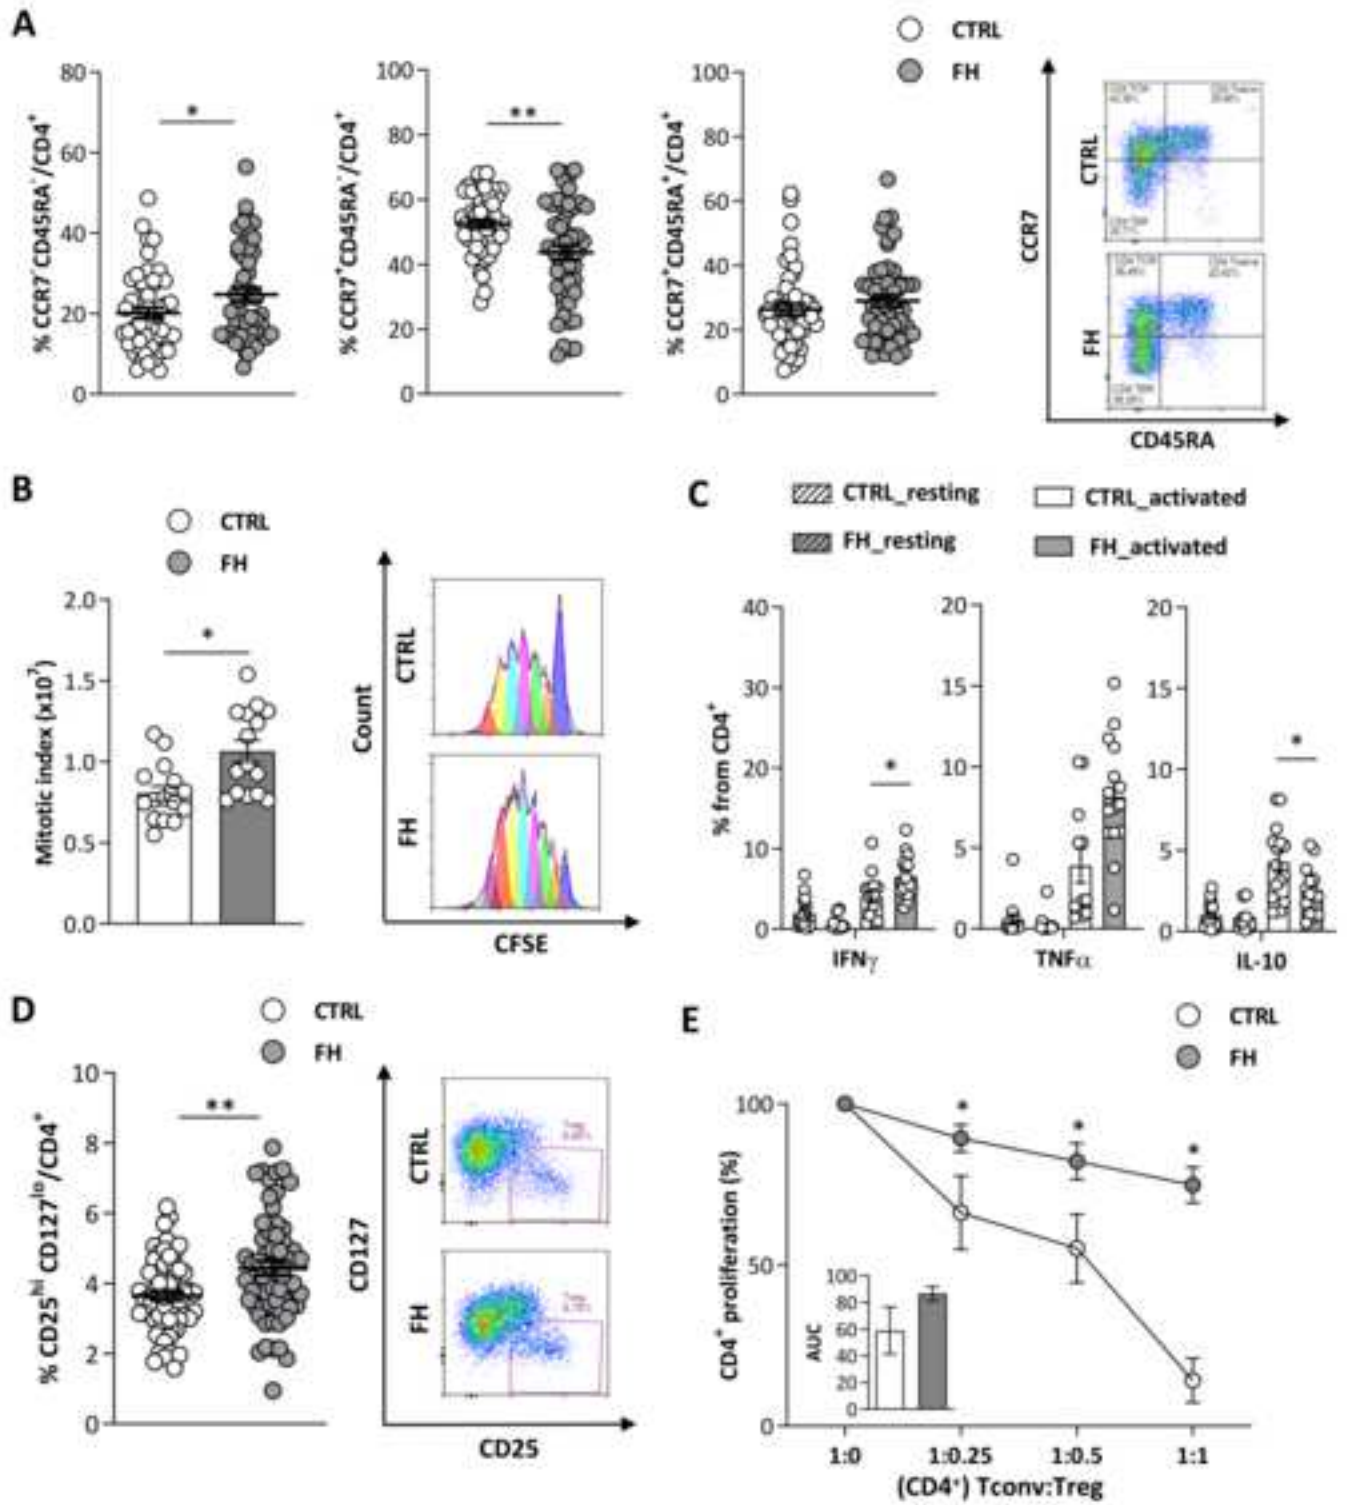 A
CTRL
FH
% CCR7⁻CD45RA⁻/CD4⁺
80
60
40
20
0
*
% CCR7⁺CD45RA⁻/CD4⁺
100
80
60
40
20
0
**
% CCR7⁺CD45RA⁺/CD4⁺
100
80
60
40
20
0
CCR7
CTRL
FH
CD45RA
B
CTRL
FH
Mitotic index (x10⁷)
2.0
1.5
1.0
0.5
0.0
*
Count
CTRL
FH
CFSE
C
CTRL_resting
CTRL_activated
FH_resting
FH_activated
% from CD4⁺
40
30
20
10
0
*
IFNγ
20
15
10
5
0
TNFα
20
15
10
5
0
*
IL-10
D
CTRL
FH
% CD25ʰⁱ CD127ˡᵒ/CD4⁺
10
8
6
4
2
0
**
CD127
CTRL
FH
CD25
E
CTRL
FH
CD4⁺ proliferation (%)
100
50
0
*
*
*
AUC
100
80
60
40
20
0
1:0
1:0.25
1:0.5
1:1
(CD4⁺) Tconv:Treg